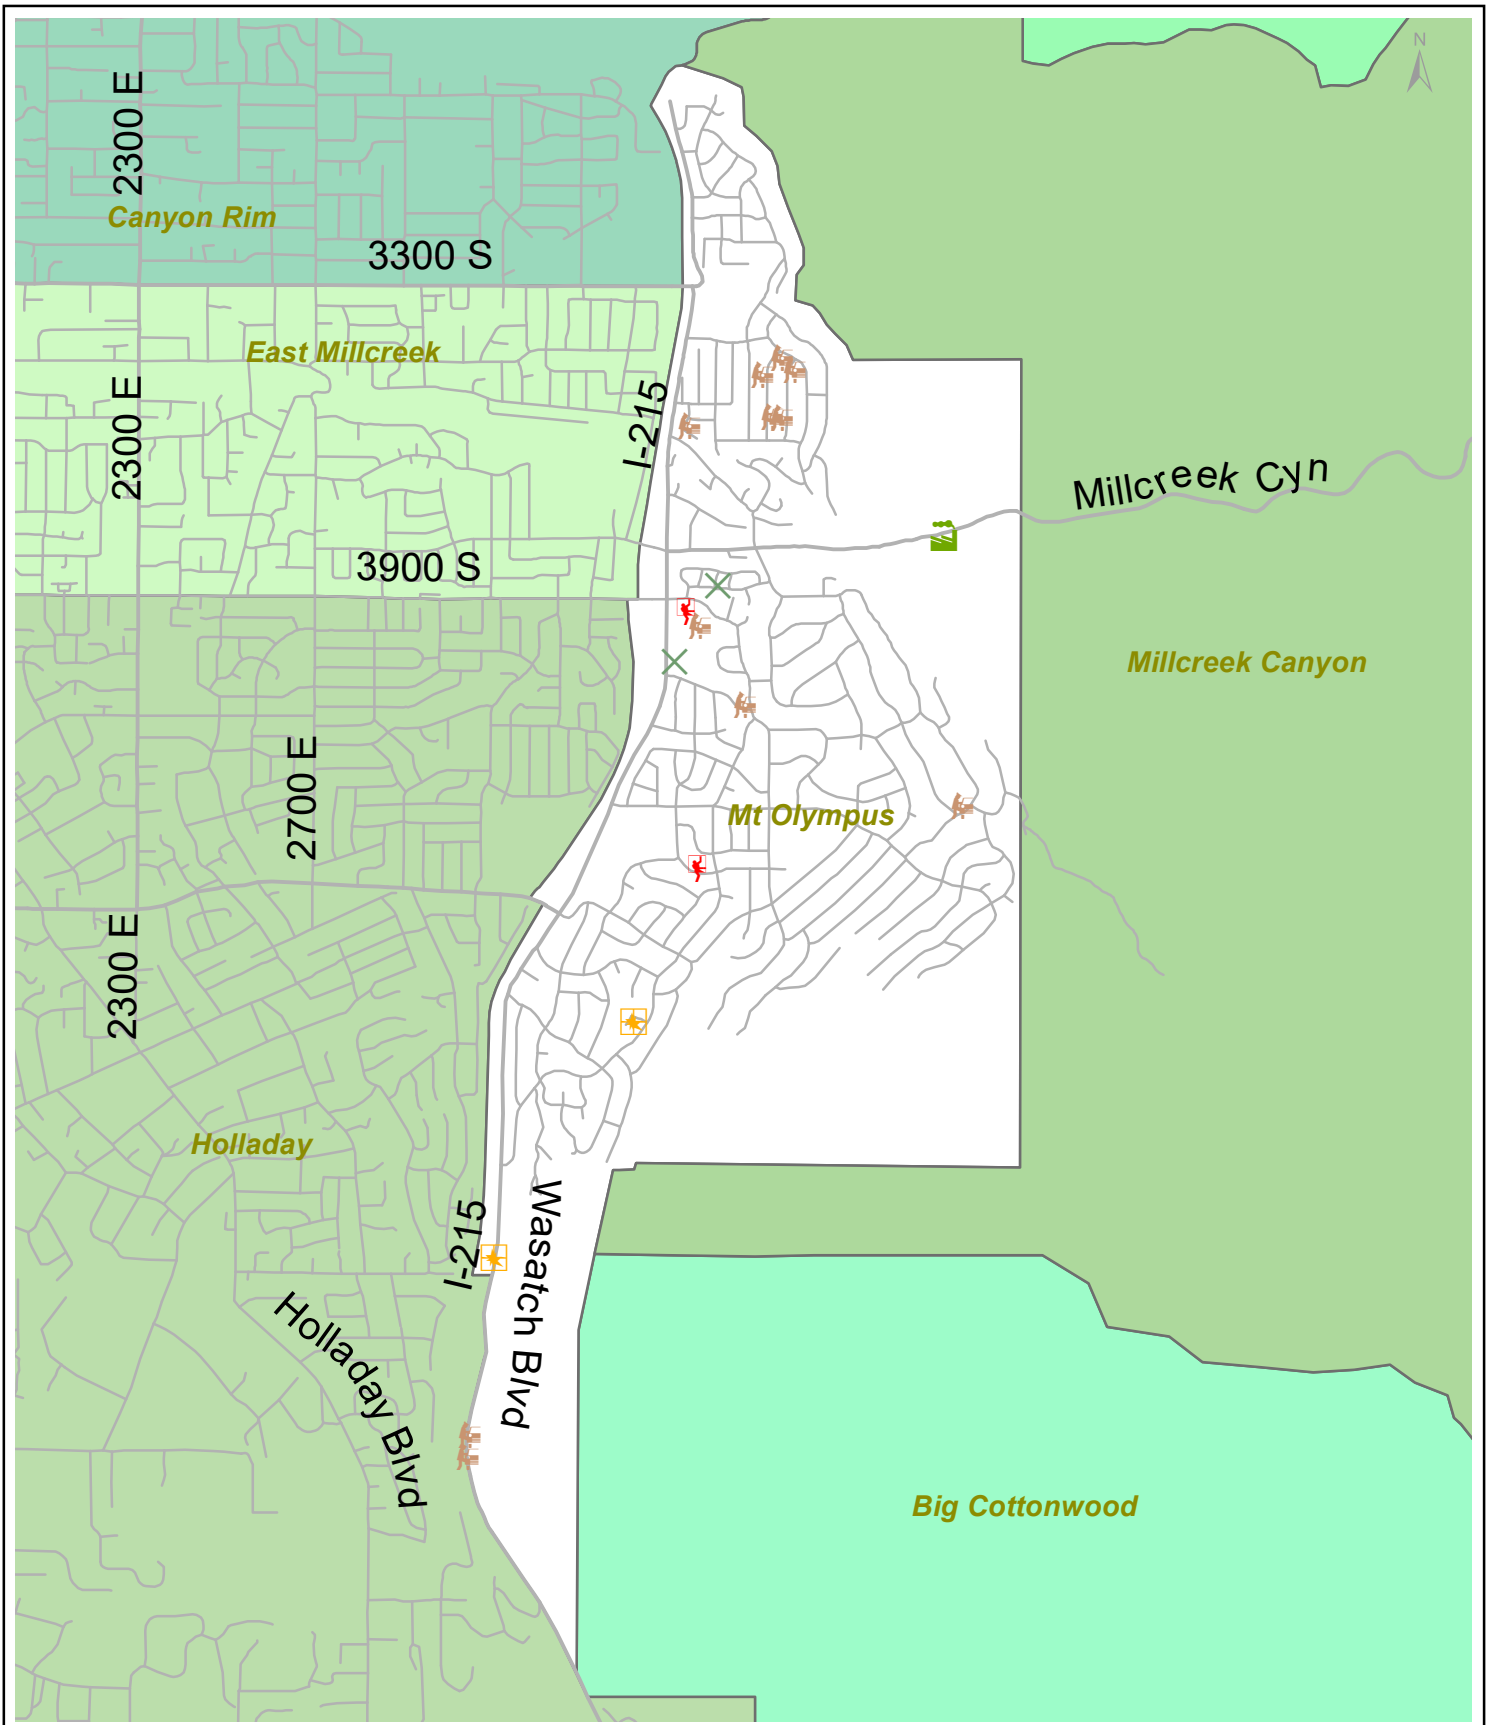 N
2300 E
Canyon Rim
3300 S
East Millcreek
2300 E
I-215
Millcreek Cyn
3900 S
Millcreek Canyon
2700 E
Mt Olympus
2300 E
Holladay
I-215
Wasatch Blvd
Holladay Blvd
Big Cottonwood